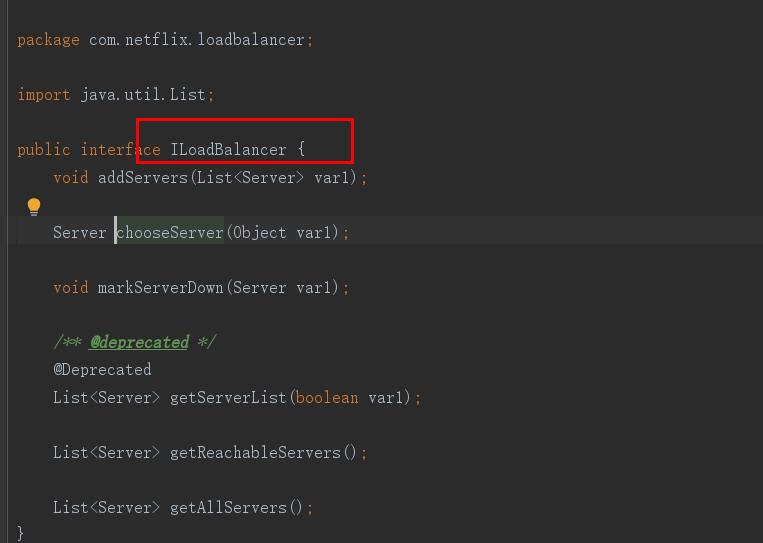 package com.netflix.loadbalancer;
import java.util.List;
public interface ILoadBalancer {
void addServers(List<Server> var1);
Server chooseServer(Object var1);
void markServerDown(Server var1);
/** @deprecated */
@Deprecated
List<Server> getServerList(boolean var1);
List<Server> getReachableServers();
List<Server> getAllServers();
}